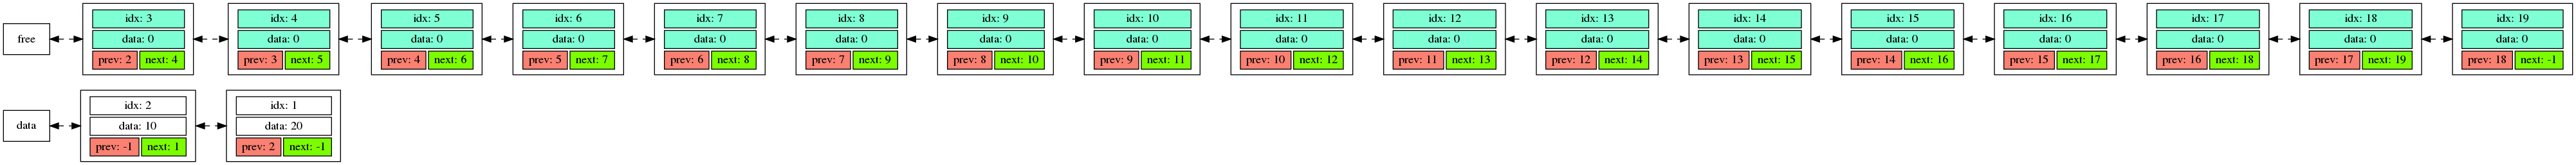 free
idx: 3
data: 0
prev: 2 next: 4
idx: 4
data: 0
prev: 3 next: 5
idx: 5
data: 0
prev: 4 next: 6
idx: 6
data: 0
prev: 5 next: 7
idx: 7
data: 0
prev: 6 next: 8
idx: 8
data: 0
prev: 7 next: 9
idx: 9
data: 0
prev: 8 next: 10
idx: 10
data: 0
prev: 9 next: 11
idx: 11
data: 0
prev: 10 next: 12
idx: 12
data: 0
prev: 11 next: 13
idx: 13
data: 0
prev: 12 next: 14
idx: 14
data: 0
prev: 13 next: 15
idx: 15
data: 0
prev: 14 next: 16
idx: 16
data: 0
prev: 15 next: 17
idx: 17
data: 0
prev: 16 next: 18
idx: 18
data: 0
prev: 17 next: 19
idx: 19
data: 0
prev: 18 next: -1
data
idx: 2
data: 10
prev: -1 next: 1
idx: 1
data: 20
prev: 2 next: -1